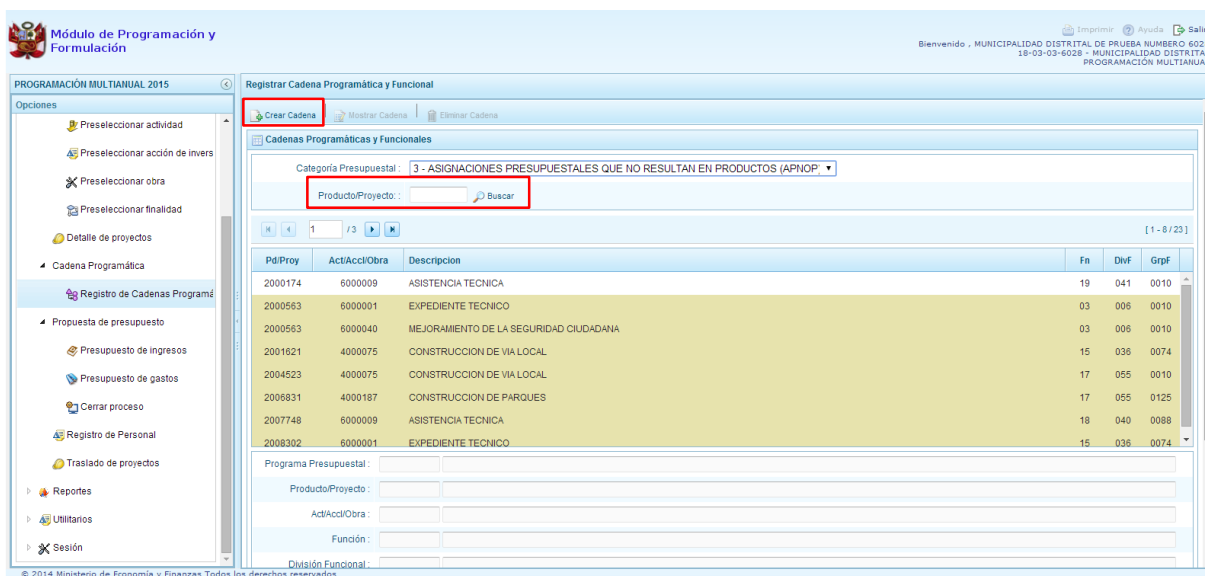 Módulo de Programación y
Formulación
Imprimir Ayuda Salir
Bienvenido , MUNICIPALIDAD DISTRITAL DE PRUEBA NUMBERO 602
18-03-03-6028 - MUNICIPALIDAD DISTRITA
PROGRAMACIÓN MULTIANUA
PROGRAMACIÓN MULTIANUAL 2015
Opciones
Preseleccionar actividad
Preseleccionar acción de invers
Preseleccionar obra
Preseleccionar finalidad
Detalle de proyectos
Cadena Programática
Registro de Cadenas Programá
Propuesta de presupuesto
Presupuesto de ingresos
Presupuesto de gastos
Cerrar proceso
Registro de Personal
Traslado de proyectos
Reportes
Utilitarios
Sesión
Registrar Cadena Programática y Funcional
Crear Cadena Mostrar Cadena Eliminar Cadena
Cadenas Programáticas y Funcionales
Categoría Presupuestal : 3 - ASIGNACIONES PRESUPUESTALES QUE NO RESULTAN EN PRODUCTOS (APNOP)
Producto/Proyecto: : Buscar
1 /3 [ 1 - 8 / 23 ]
Pd/Proy Act/AccI/Obra Descripcion Fn DivF GrpF
2000174 6000009 ASISTENCIA TECNICA 19 041 0010
2000563 6000001 EXPEDIENTE TECNICO 03 006 0010
2000563 6000040 MEJORAMIENTO DE LA SEGURIDAD CIUDADANA 03 006 0010
2001621 4000075 CONSTRUCCION DE VIA LOCAL 15 036 0074
2004523 4000075 CONSTRUCCION DE VIA LOCAL 17 055 0010
2006831 4000187 CONSTRUCCION DE PARQUES 17 055 0125
2007748 6000009 ASISTENCIA TECNICA 18 040 0088
2008302 6000001 EXPEDIENTE TECNICO 15 036 0074
Programa Presupuestal :
Producto/Proyecto :
Act/AccI/Obra :
Función :
División Funcional :
© 2014 Ministerio de Economía y Finanzas Todos los derechos reservados